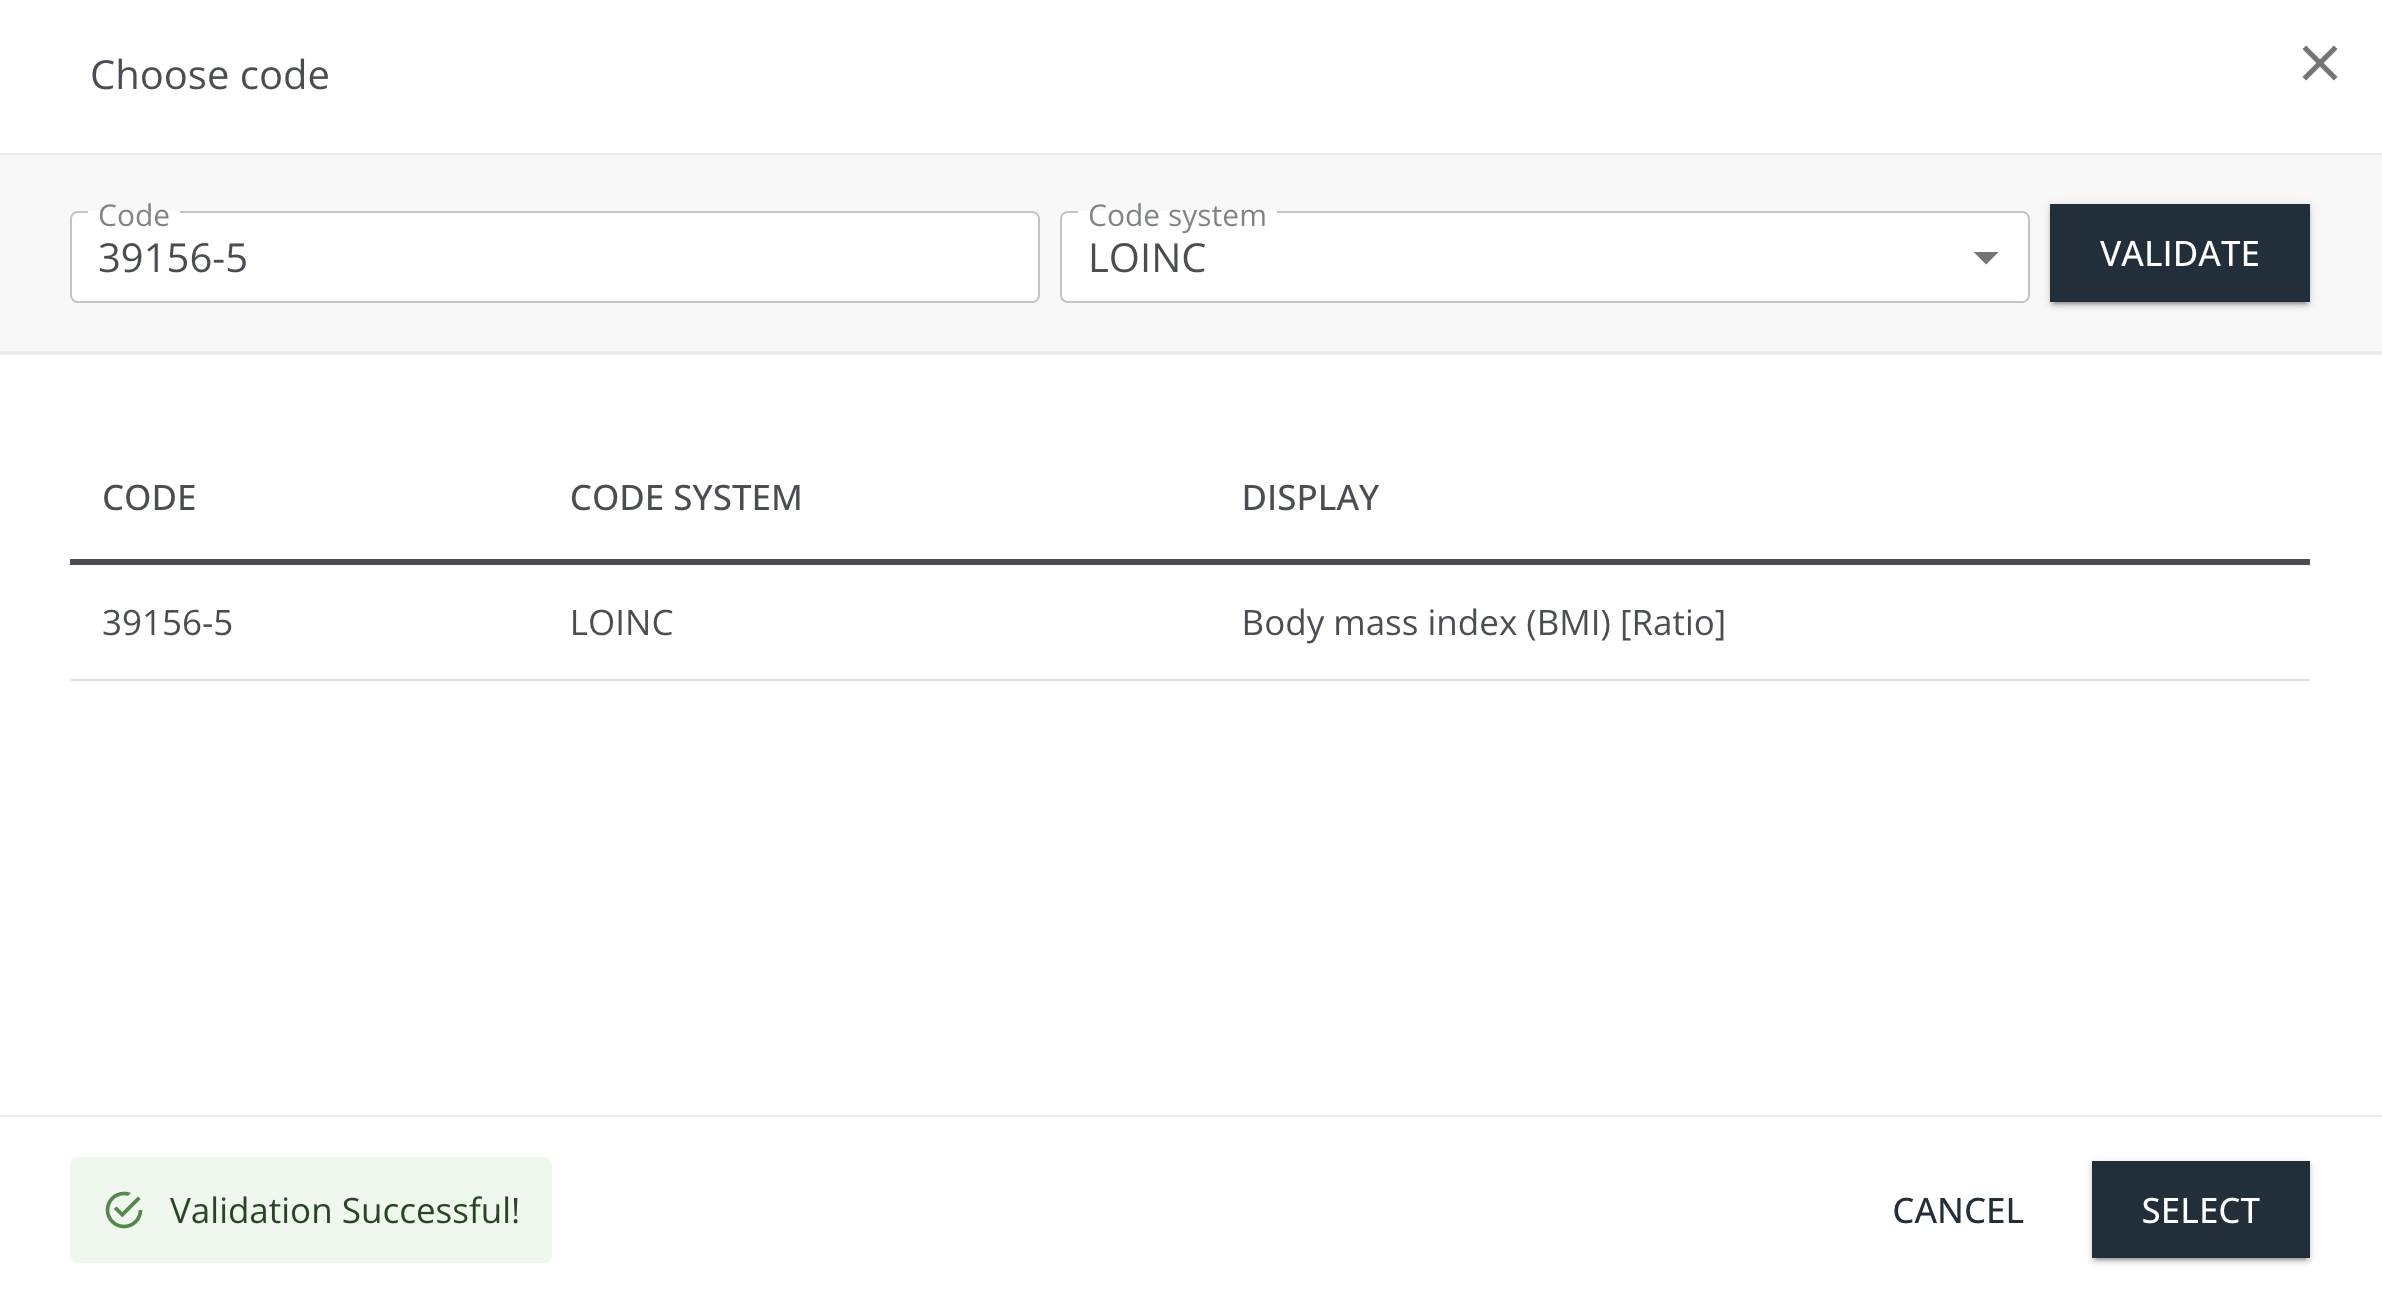 Choose code
Code
39156-5
Code system
LOINC
VALIDATE
CODE CODE SYSTEM DISPLAY
39156-5 LOINC Body mass index (BMI) [Ratio]
Validation Successful!
CANCEL
SELECT